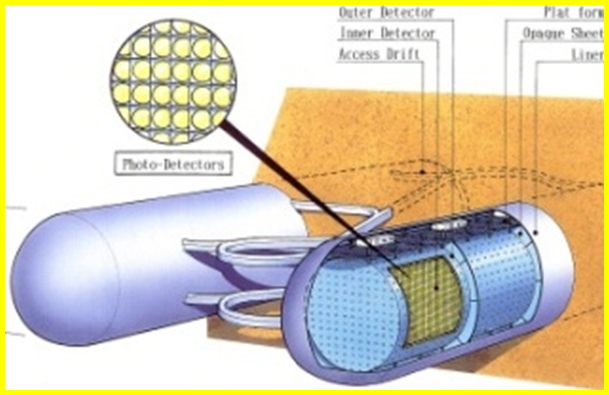 Outer Detector
Inner Detector
Access Drift
Plat form
Opaque Sheet
Liner
Photo-Detectors